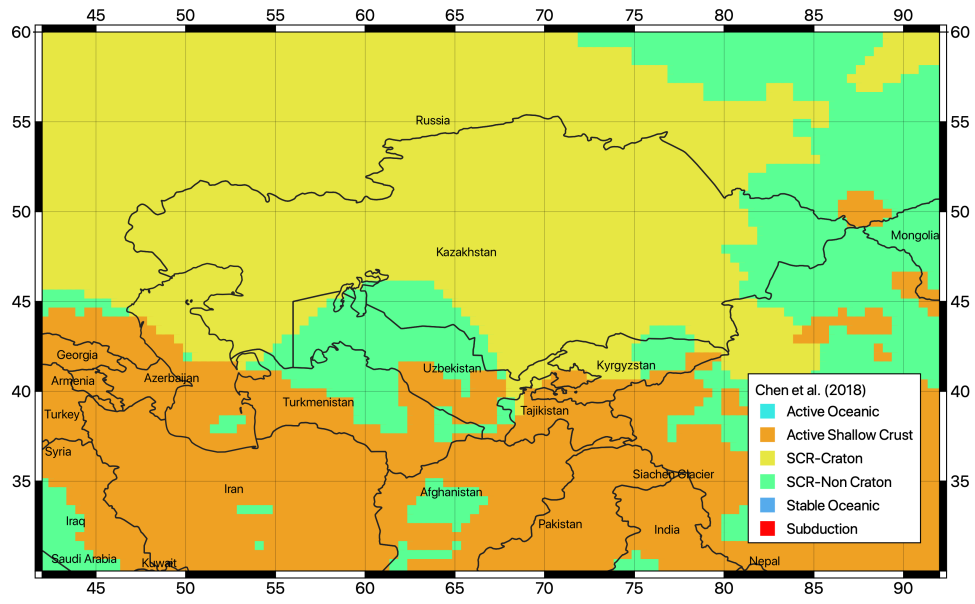 45 50 55 60 65 70 75 80 85 90
60 60
55 55
Russia
50 50
Mongolia
Kazakhstan
45 45
Georgia Kyrgyzstan
Uzbekistan
Armenia Azerbaijan
40 40
Turkmenistan
Turkey Tajikistan
Syria
Siachen Glacier
35 35
Iran Afghanistan
Iraq Pakistan India
Saudi Arabia Kuwait Nepal
Chen et al. (2018)
Active Oceanic
Active Shallow Crust
SCR-Craton
SCR-Non Craton
Stable Oceanic
Subduction
45 50 55 60 65 70 75 80 85 90